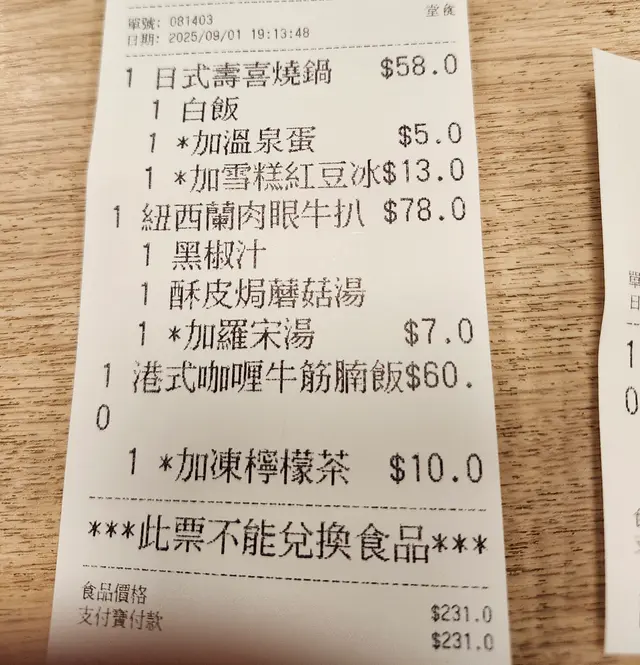 堂食
單號: 081403
日期: 2025/09/01 19:13:48
1 日式壽喜燒鍋 $58.0
1 白飯
1 *加溫泉蛋 $5.0
1 *加雪糕紅豆冰$13.0
1 紐西蘭肉眼牛扒 $78.0
1 黑椒汁
1 酥皮焗蘑菇湯
1 *加羅宋湯 $7.0
1 港式咖喱牛筋腩飯$60.
0
1 *加凍檸檬茶 $10.0
***此票不能兌換食品***
食品價格 $231.0
支付寶付款 $231.0
單
日
1
0